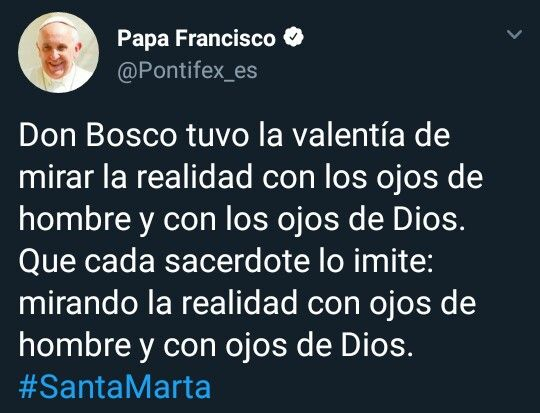 Papa Francisco
@Pontifex_es
Don Bosco tuvo la valentía de
mirar la realidad con los ojos de
hombre y con los ojos de Dios.
Que cada sacerdote lo imite:
mirando la realidad con ojos de
hombre y con ojos de Dios.
#SantaMarta